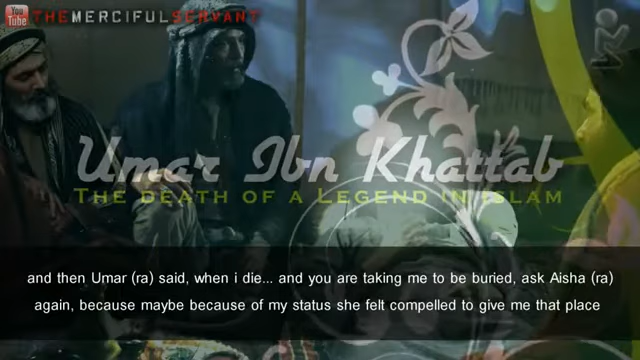 You Tube THEMERCIFULSERVANT
Umar Ibn Khattab
THE DEATH OF A LEGEND IN ISLAM
and then Umar (ra) said, when i die... and you are taking me to be buried, ask Aisha (ra)
again, because maybe because of my status she felt compelled to give me that place